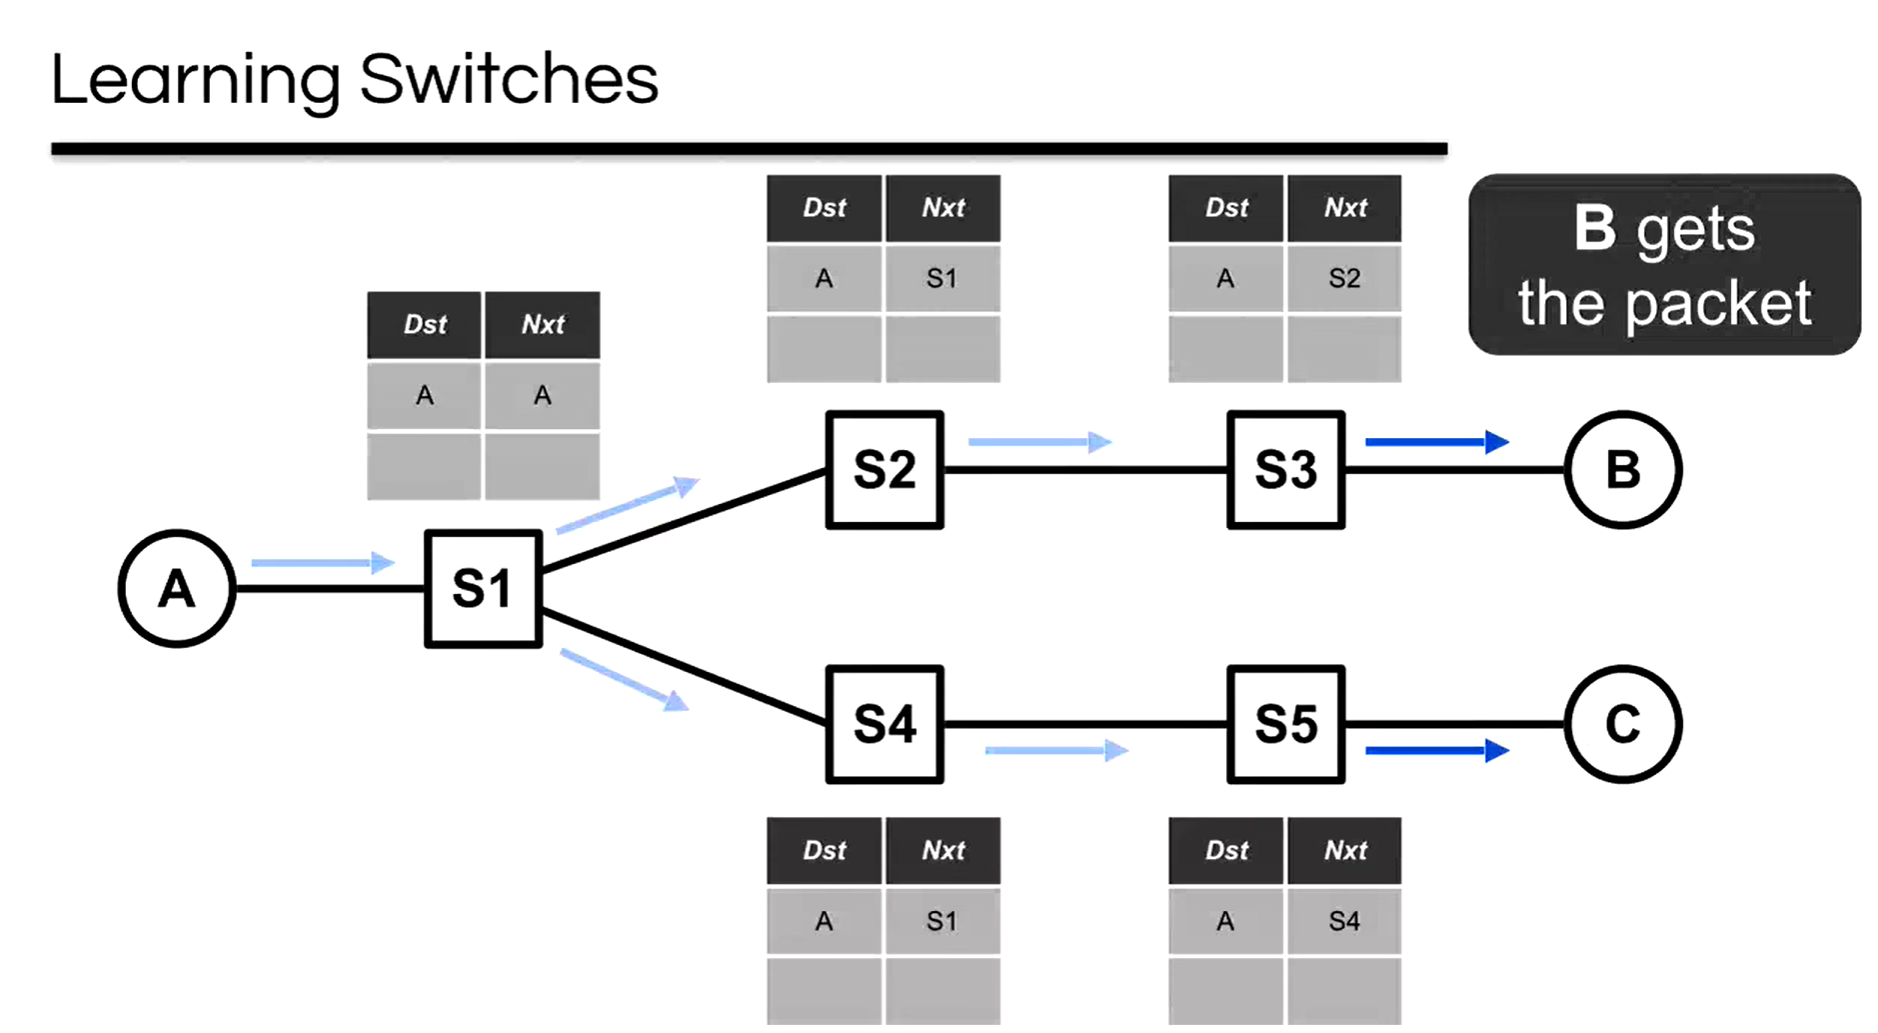 Learning Switches
Dst Nxt
A S1
Dst Nxt
A S2
B gets
the packet
Dst Nxt
A A
S2
S3
B
A
S1
S4
S5
C
Dst Nxt
A S1
Dst Nxt
A S4